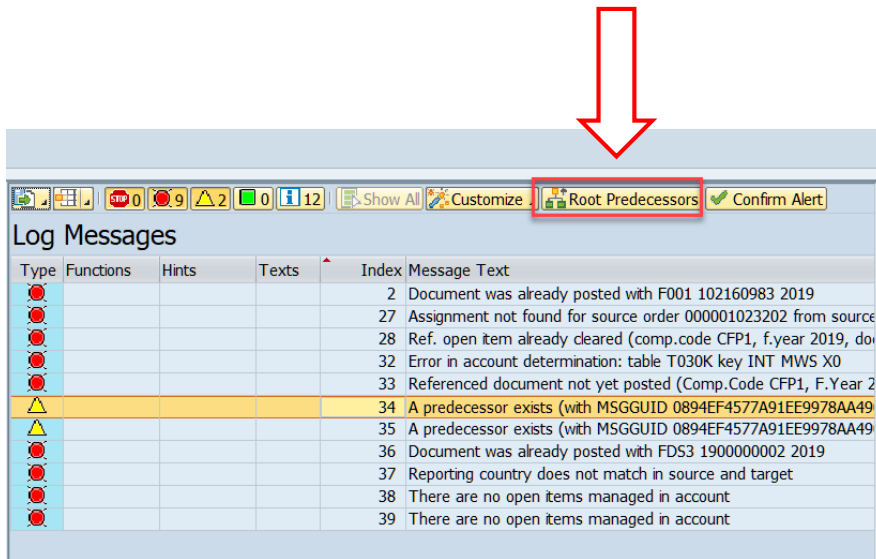 STOP 0 9 2 0 i 12 Show All Customize Root Predecessors Confirm Alert
Log Messages
Type Functions Hints Texts Index Message Text
2 Document was already posted with F001 102160983 2019
27 Assignment not found for source order 000001023202 from source
28 Ref. open item already cleared (comp.code CFP1, f.year 2019, do
32 Error in account determination: table T030K key INT MWS X0
33 Referenced document not yet posted (Comp.Code CFP1, F.Year 2
34 A predecessor exists (with MSGGUID 0894EF4577A91EE9978AA49
35 A predecessor exists (with MSGGUID 0894EF4577A91EE9978AA49
36 Document was already posted with FDS3 1900000002 2019
37 Reporting country does not match in source and target
38 There are no open items managed in account
39 There are no open items managed in account